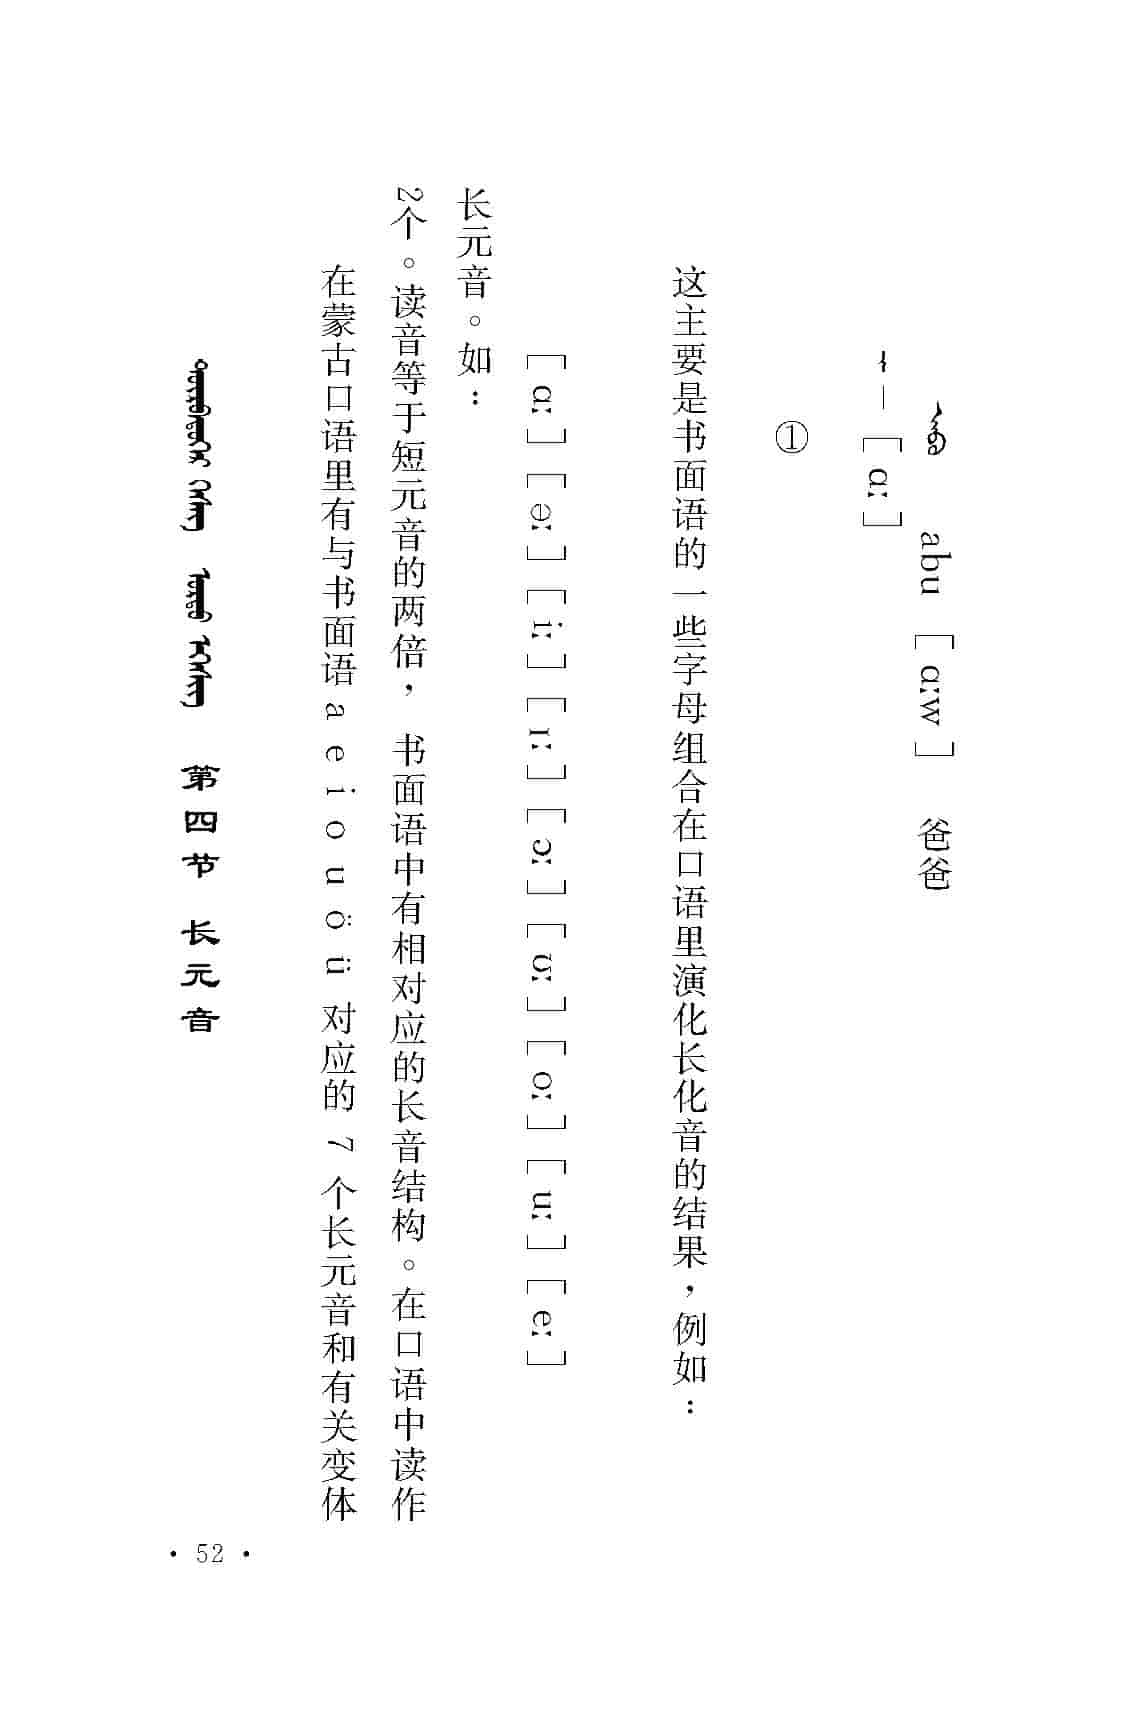 第四节 长元音
在蒙古口语里有与书面语 a e i o u ö ü 对应的 7 个长元音和有关变体
2个。读音等于短元音的两倍，书面语中有相对应的长音结构。在口语中读作
长元音。如：
[ɑː] [əː] [iː] [ɪː] [ɔː] [ʊː] [oː] [uː] [eː]
这主要是书面语的一些字母组合在口语里演化长化音的结果，例如：
①
—[ɑː]
ᠠᠪᠤ abu [ɑːw] 爸爸
· 52 ·